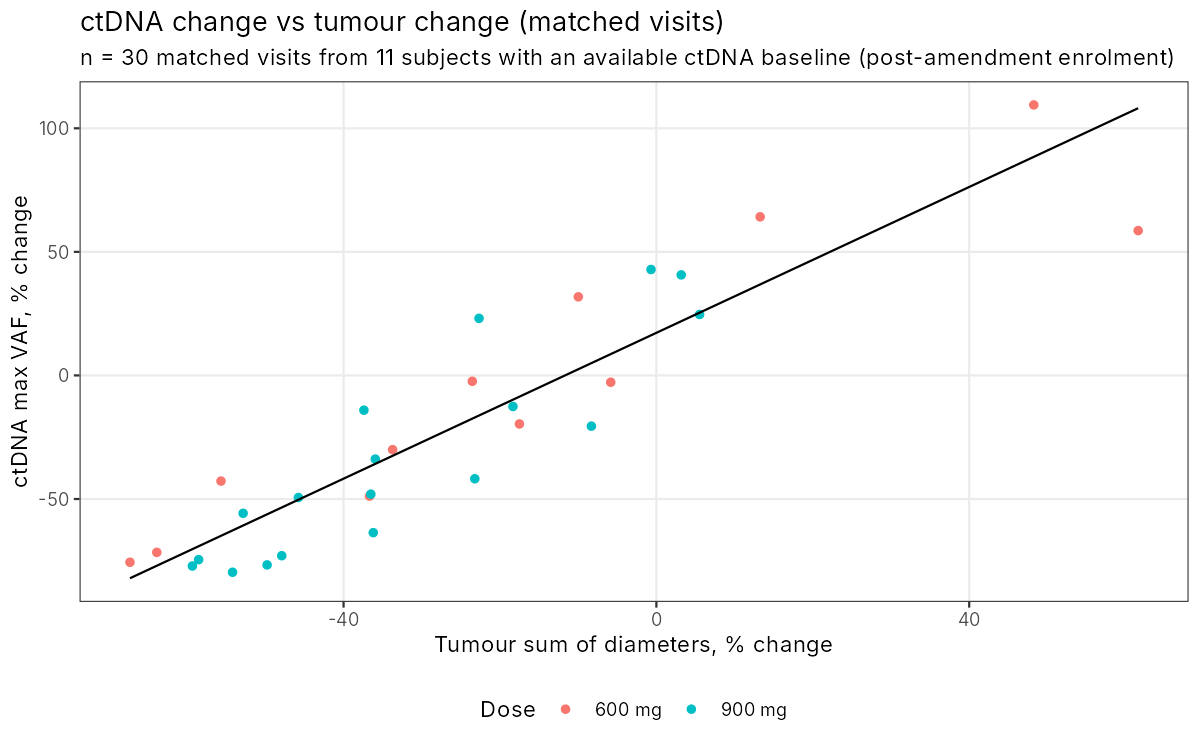 ctDNA change vs tumour change (matched visits)
n = 30 matched visits from 11 subjects with an available ctDNA baseline (post-amendment enrolment)
ctDNA max VAF, % change
100
50
0
-50
-40
0
40
Tumour sum of diameters, % change
Dose
600 mg
900 mg